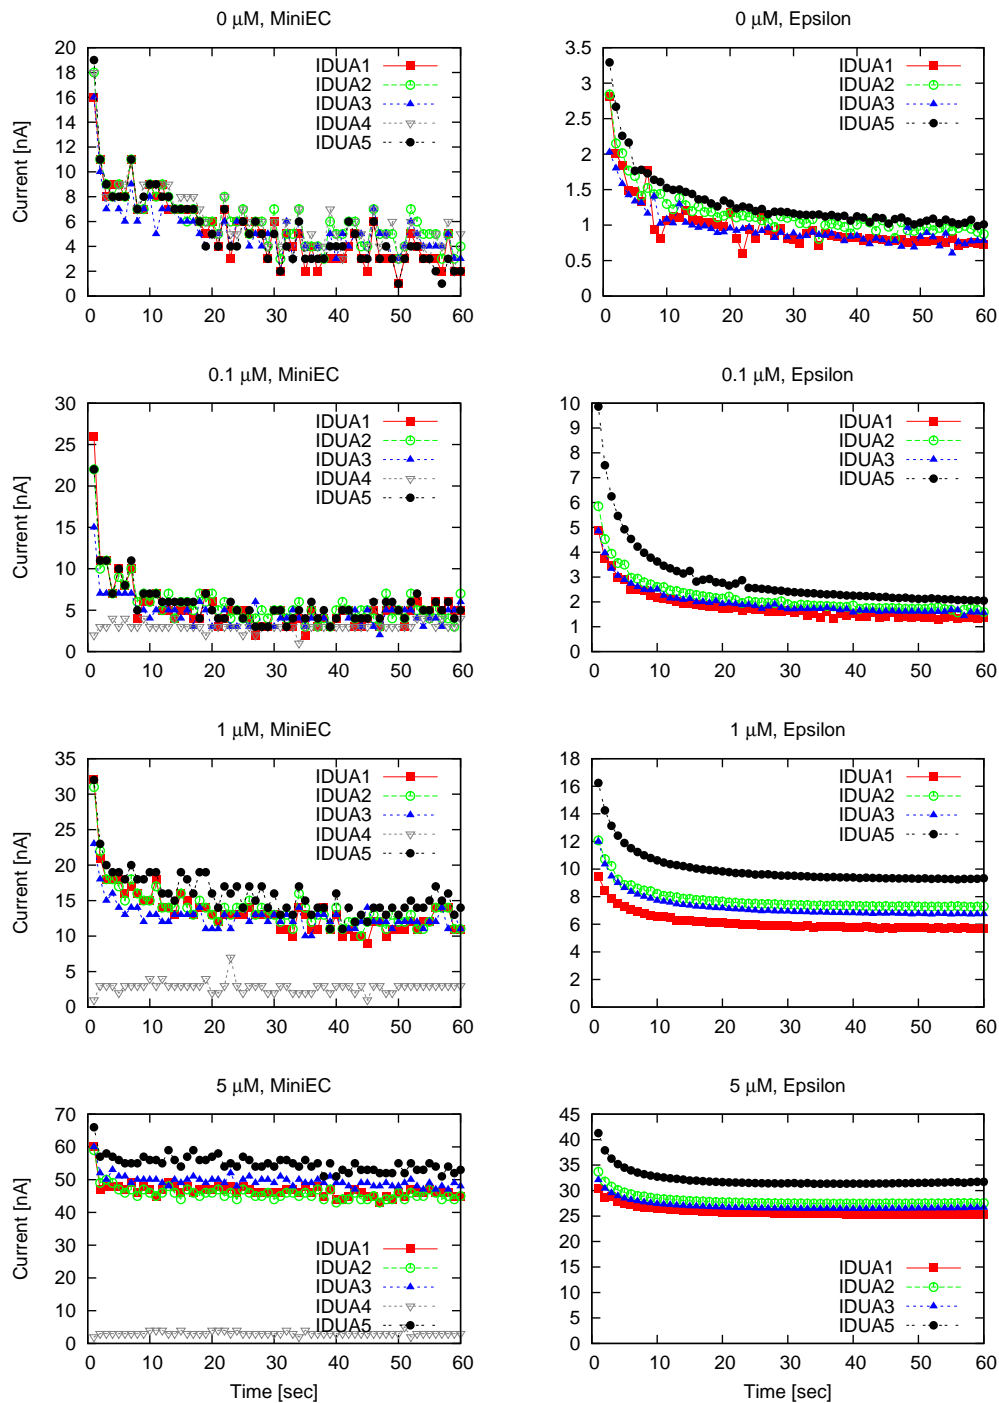 0 μM, MiniEC
Current [nA]
20
18
16
14
12
10
8
6
4
2
0
0 10 20 30 40 50 60
IDUA1
IDUA2
IDUA3
IDUA4
IDUA5
0 μM, Epsilon
3.5
3
2.5
2
1.5
1
0.5
0
0 10 20 30 40 50 60
IDUA1
IDUA2
IDUA3
IDUA5
0.1 μM, MiniEC
Current [nA]
30
25
20
15
10
5
0
0 10 20 30 40 50 60
IDUA1
IDUA2
IDUA3
IDUA4
IDUA5
0.1 μM, Epsilon
10
9
8
7
6
5
4
3
2
1
0
0 10 20 30 40 50 60
IDUA1
IDUA2
IDUA3
IDUA5
1 μM, MiniEC
Current [nA]
35
30
25
20
15
10
5
0
0 10 20 30 40 50 60
IDUA1
IDUA2
IDUA3
IDUA4
IDUA5
1 μM, Epsilon
18
16
14
12
10
8
6
4
2
0
0 10 20 30 40 50 60
IDUA1
IDUA2
IDUA3
IDUA5
5 μM, MiniEC
Current [nA]
70
60
50
40
30
20
10
0
0 10 20 30 40 50 60
Time [sec]
IDUA1
IDUA2
IDUA3
IDUA4
IDUA5
5 μM, Epsilon
45
40
35
30
25
20
15
10
5
0
0 10 20 30 40 50 60
Time [sec]
IDUA1
IDUA2
IDUA3
IDUA5